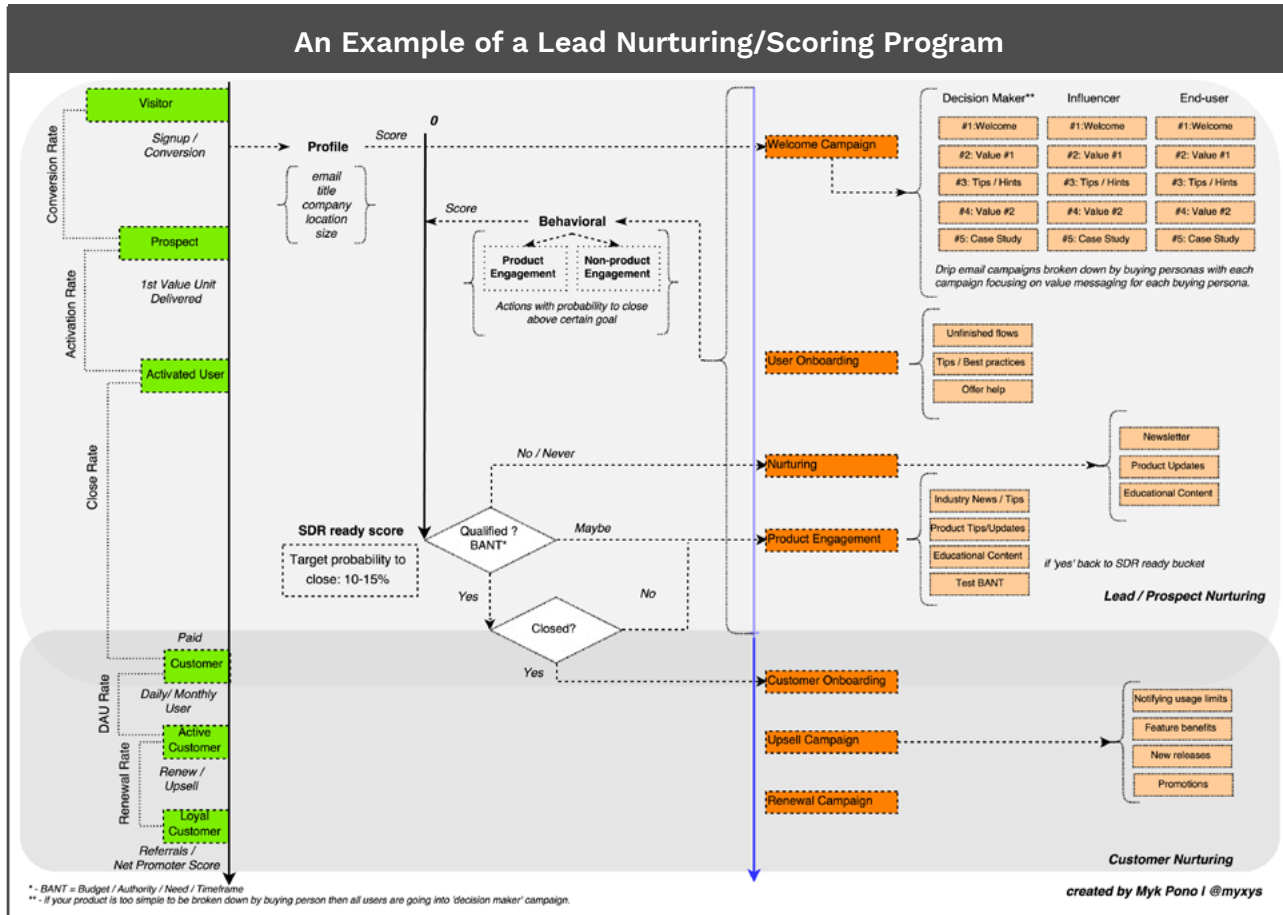 An Example of a Lead Nurturing/Scoring Program
Visitor
Signup /
Conversion
Conversion Rate
Prospect
1st Value Unit
Delivered
Activation Rate
Activated User
Close Rate
Paid
Customer
Daily/ Monthly
User
DAU Rate
Active
Customer
Renew /
Upsell
Renewal Rate
Loyal
Customer
Referrals /
Net Promoter Score
Profile
email
title
company
location
size
Score
0
Score
Behavioral
Product
Engagement
Non-product
Engagement
Actions with probability to close
above certain goal
No / Never
SDR ready score
Target probability to
close: 10-15%
Qualified ?
BANT*
Maybe
Yes
No
Closed?
Yes
Welcome Campaign
User Onboarding
Nurturing
Product Engagement
Customer Onboarding
Upsell Campaign
Renewal Campaign
Decision Maker**
#1:Welcome
#2: Value #1
#3: Tips / Hints
#4: Value #2
#5: Case Study
Influencer
#1:Welcome
#2: Value #1
#3: Tips / Hints
#4: Value #2
#5: Case Study
End-user
#1:Welcome
#2: Value #1
#3: Tips / Hints
#4: Value #2
#5: Case Study
Drip email campaigns broken down by buying personas with each
campaign focusing on value messaging for each buying persona.
Unfinished flows
Tips / Best practices
Offer help
Newsletter
Product Updates
Educational Content
Industry News / Tips
Product Tips/Updates
Educational Content
Test BANT
if 'yes' back to SDR ready bucket
Lead / Prospect Nurturing
Notifying usage limits
Feature benefits
New releases
Promotions
Customer Nurturing
* - BANT = Budget / Authority / Need / Timeframe
** - if your product is too simple to be broken down by buying person then all users are going into 'decision maker' campaign.
created by Myk Pono I @myxys